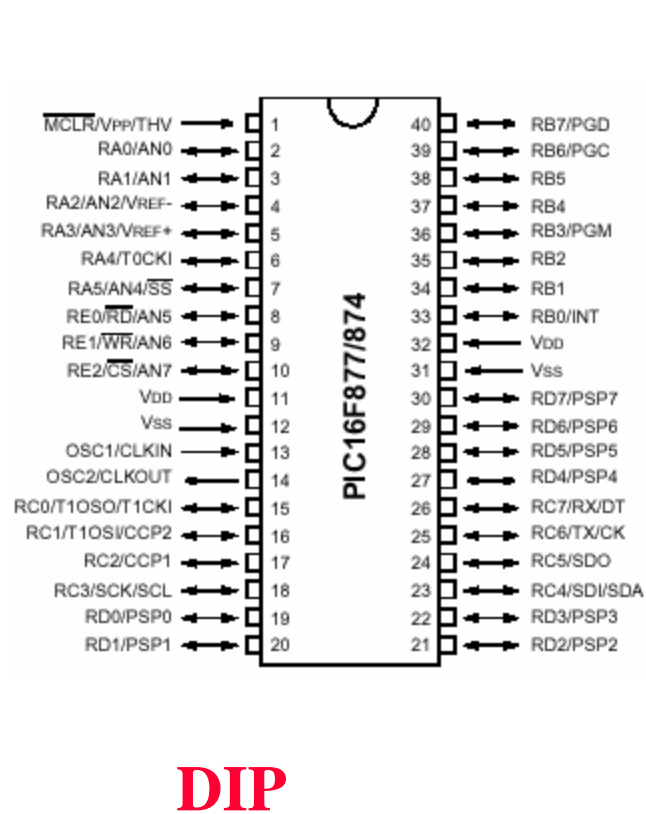 MCLR/VPP/THV 1 40 RB7/PGD
RA0/AN0 2 39 RB6/PGC
RA1/AN1 3 38 RB5
RA2/AN2/VREF- 4 37 RB4
RA3/AN3/VREF+ 5 36 RB3/PGM
RA4/T0CKI 6 35 RB2
RA5/AN4/SS 7 34 RB1
RE0/RD/AN5 8 33 RB0/INT
RE1/WR/AN6 9 32 VDD
RE2/CS/AN7 10 31 VSS
VDD 11 30 RD7/PSP7
VSS 12 29 RD6/PSP6
OSC1/CLKIN 13 28 RD5/PSP5
OSC2/CLKOUT 14 27 RD4/PSP4
RC0/T1OSO/T1CKI 15 26 RC7/RX/DT
RC1/T1OSI/CCP2 16 25 RC6/TX/CK
RC2/CCP1 17 24 RC5/SDO
RC3/SCK/SCL 18 23 RC4/SDI/SDA
RD0/PSP0 19 22 RD3/PSP3
RD1/PSP1 20 21 RD2/PSP2
PIC16F877/874
DIP